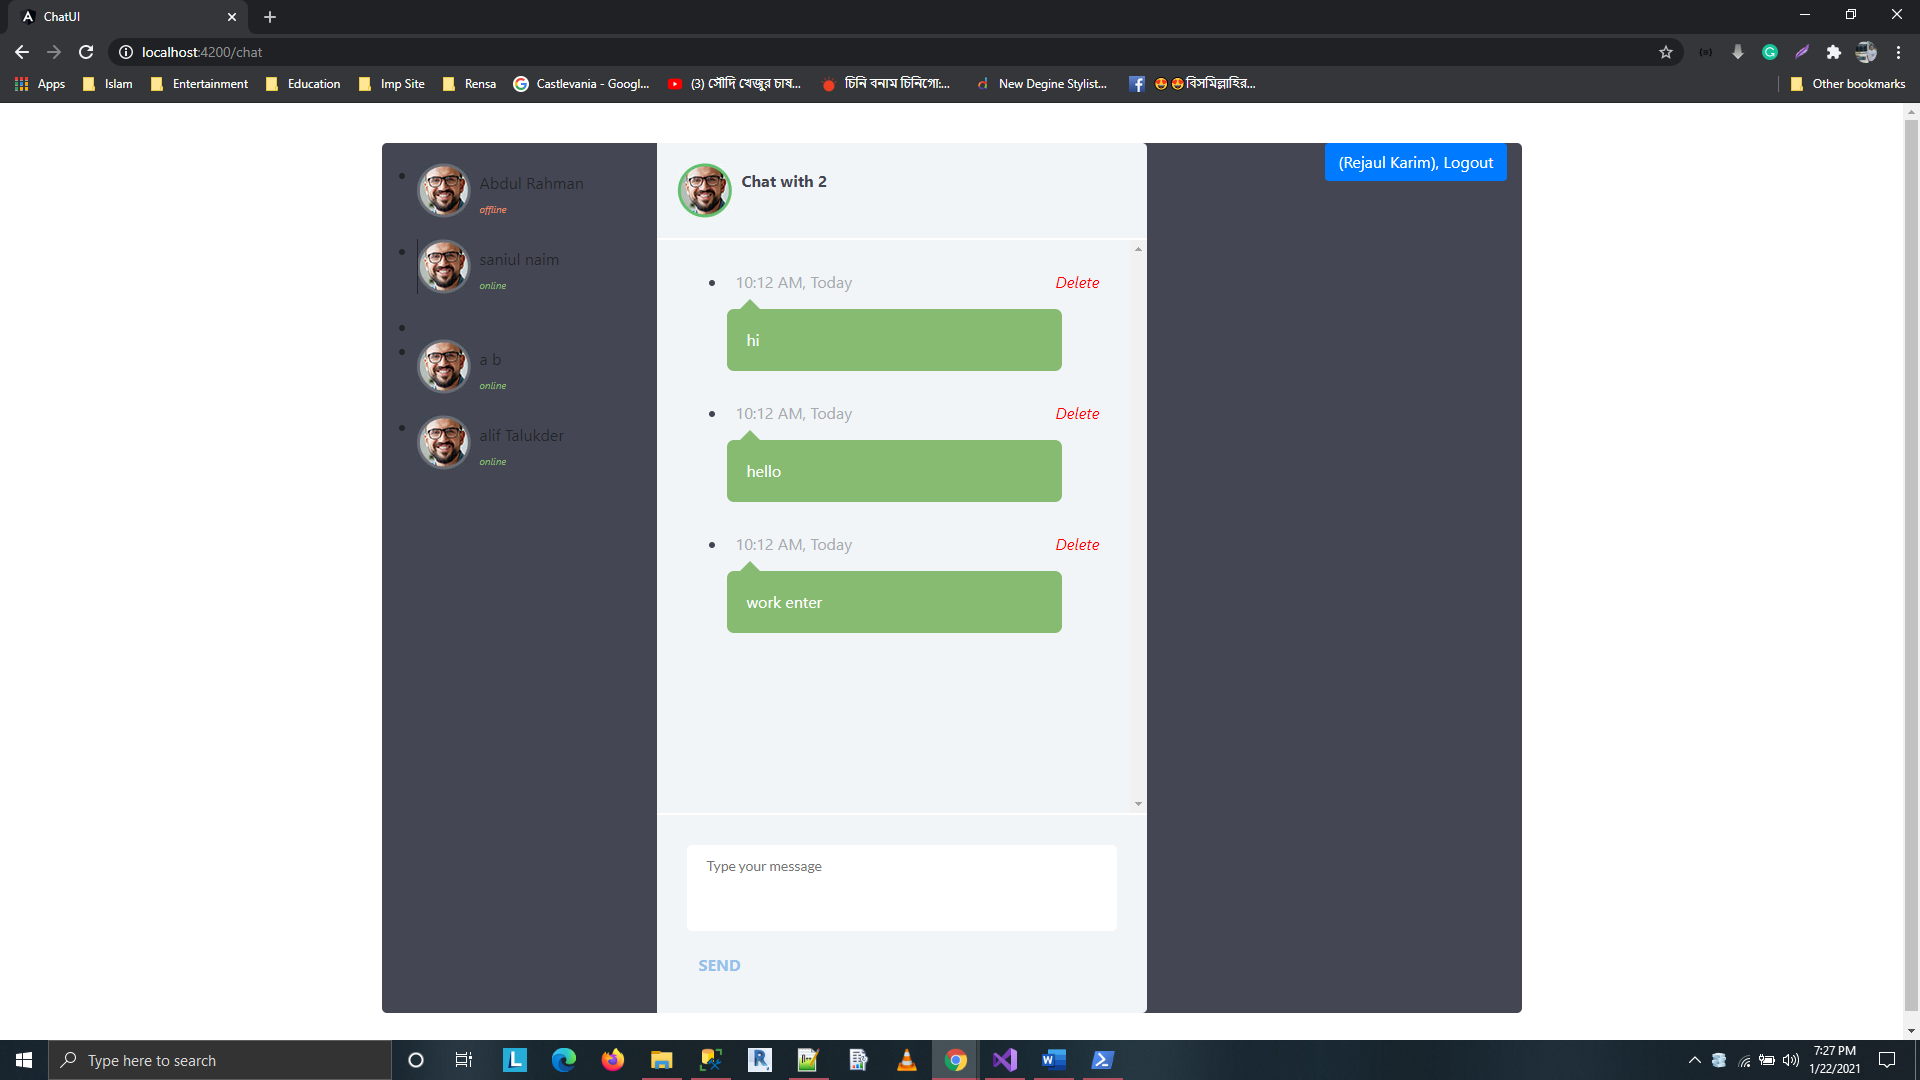 ChatUI
localhost:4200/chat
Apps
Islam
Entertainment
Education
Imp Site
Rensa
Castlevania - Googl...
(3) সৌদি খেজুর চাষ...
চিনি বনাম চিনিগো:...
New Degine Stylist...
😍😍বিসমিল্লাহির...
Other bookmarks
Abdul Rahman
offline
saniul naim
online
a b
online
alif Talukder
online
Chat with 2
(Rejaul Karim), Logout
10:12 AM, Today
Delete
hi
10:12 AM, Today
Delete
hello
10:12 AM, Today
Delete
work enter
Type your message
SEND
Type here to search
7:27 PM
1/22/2021